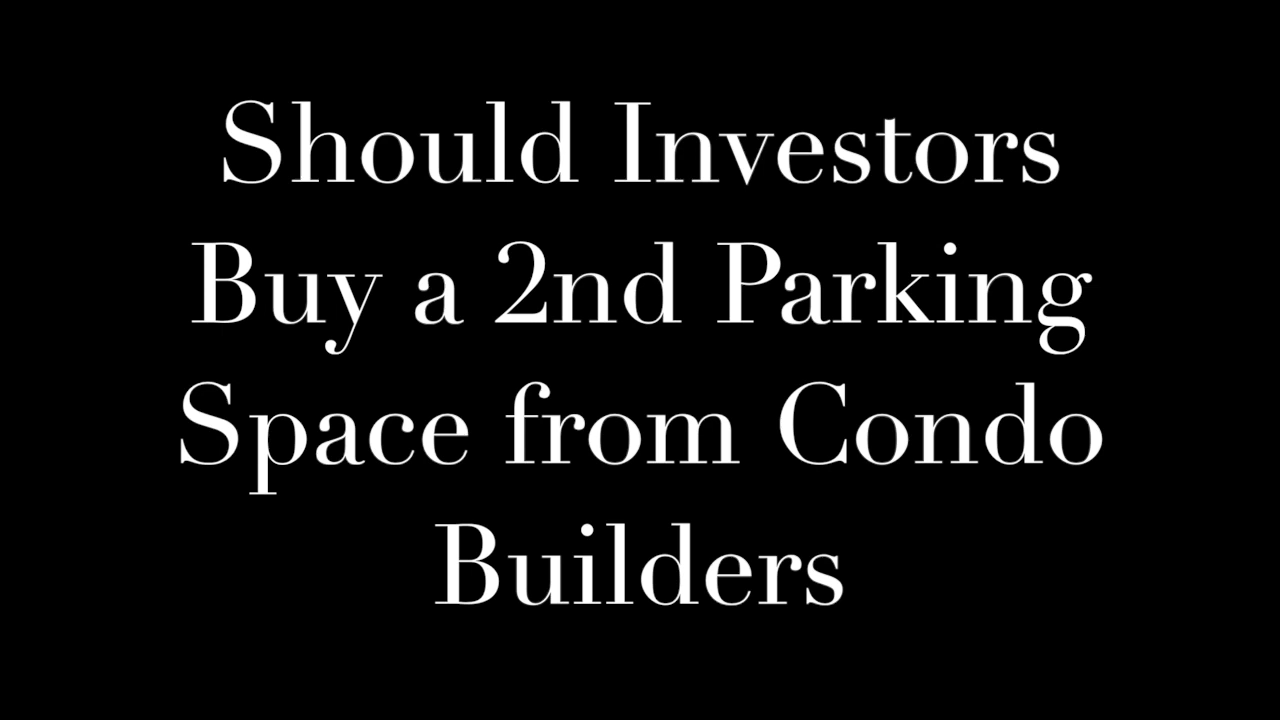 Should Investors
Buy a 2nd Parking
Space from Condo
Builders